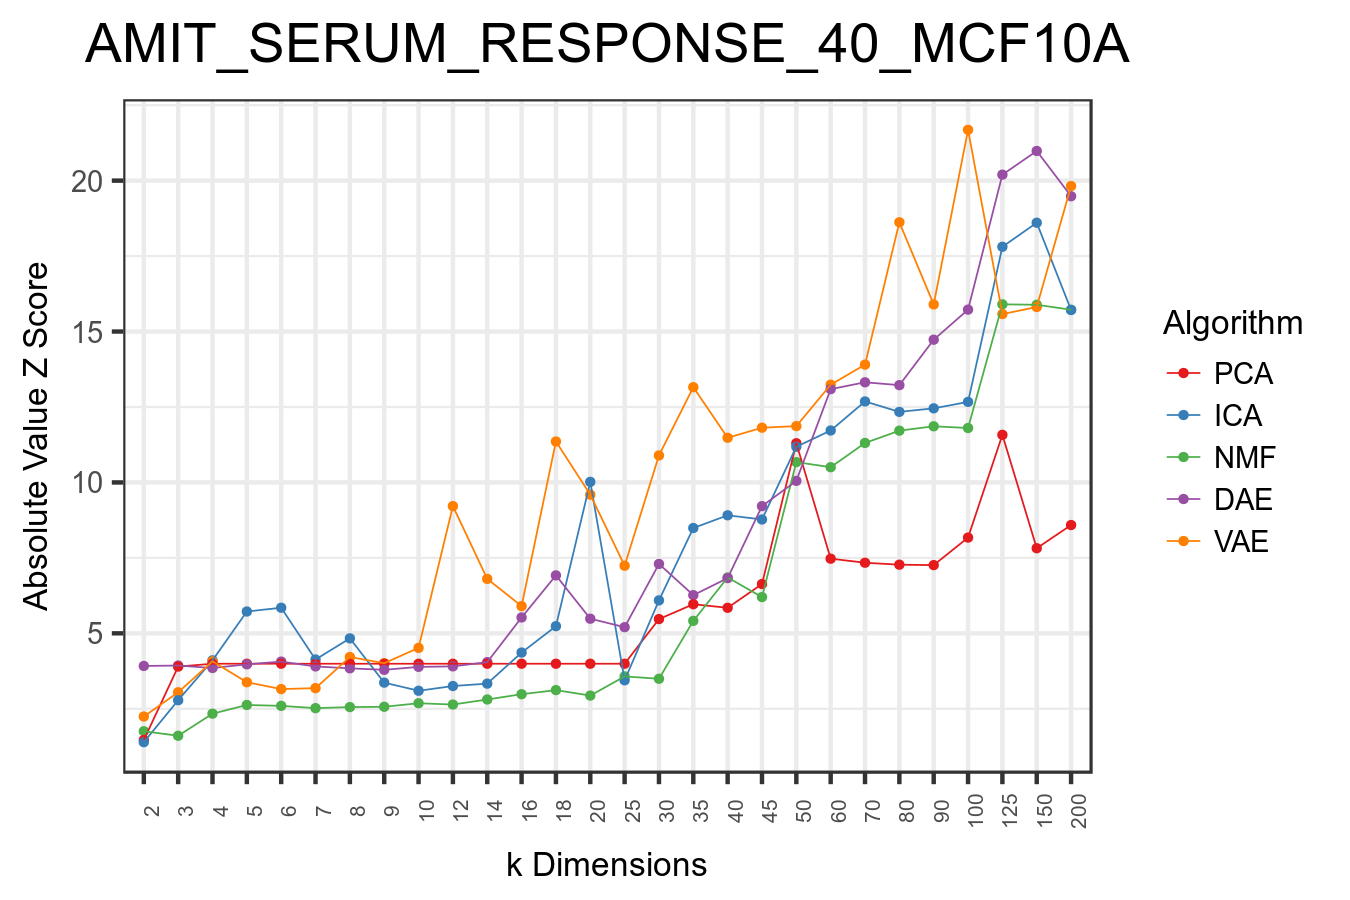 AMIT_SERUM_RESPONSE_40_MCF10A
Absolute Value Z Score
20
15
10
5
2 3 4 5 6 7 8 9 10 12 14 16 18 20 25 30 35 40 45 50 60 70 80 90 100 125 150 200
k Dimensions
Algorithm
PCA
ICA
NMF
DAE
VAE